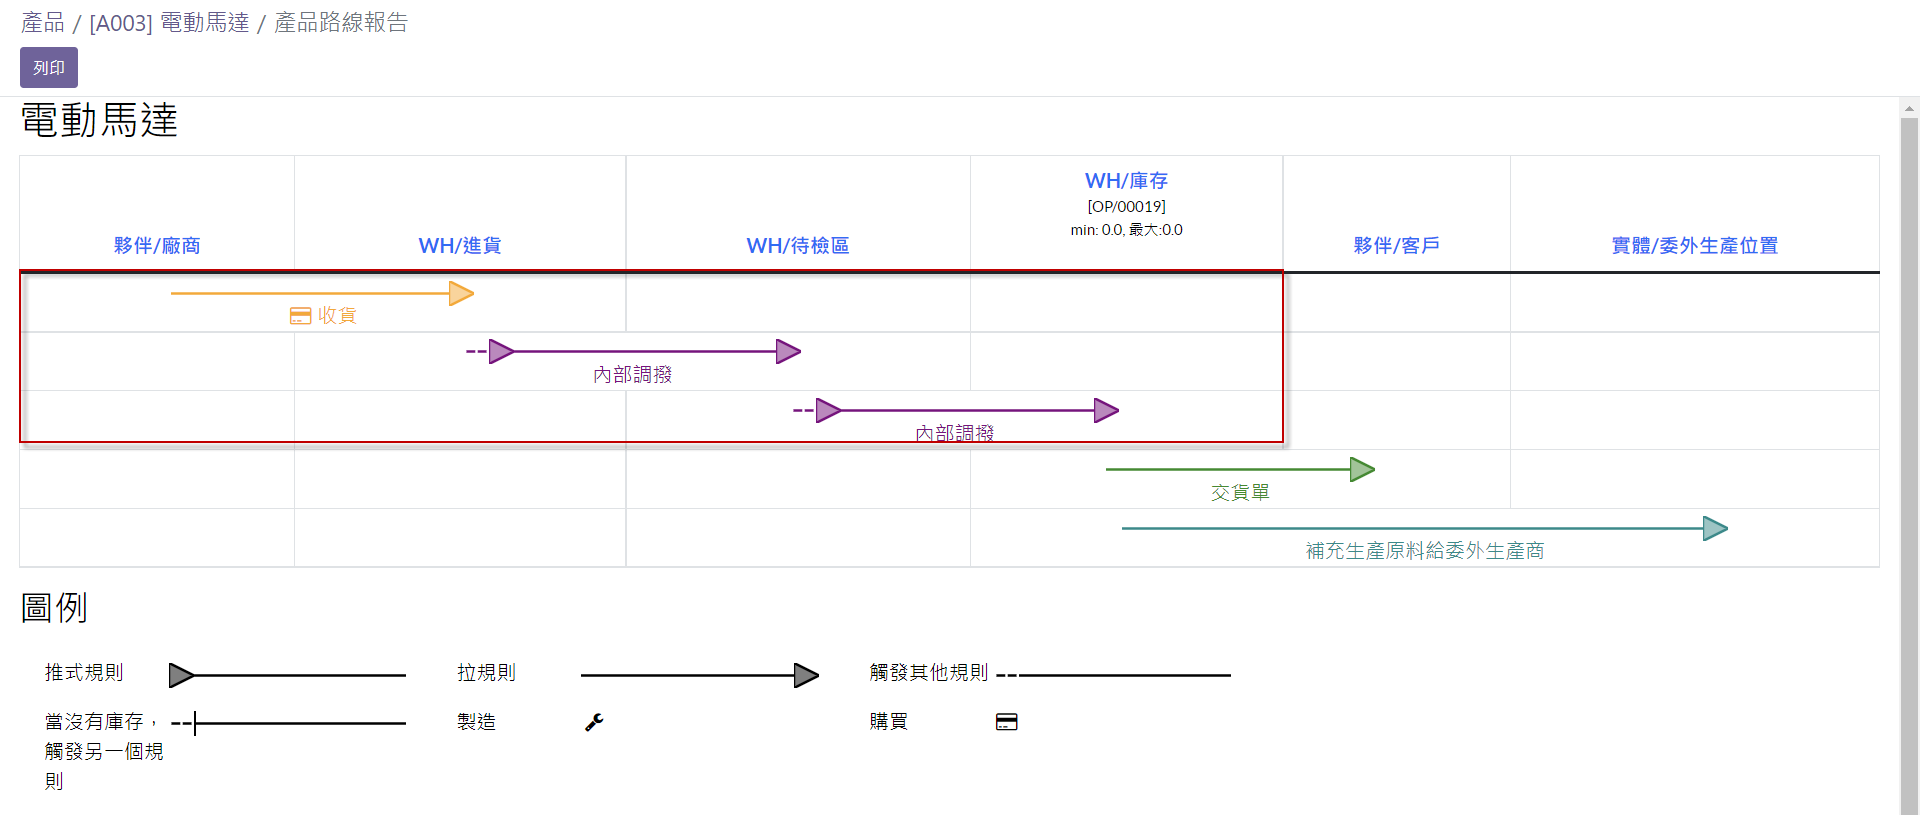 產品 / [A003] 電動馬達 / 產品路線報告
列印
電動馬達
夥伴/廠商
WH/進貨
WH/待檢區
WH/庫存
[OP/00019]
min: 0.0, 最大:0.0
夥伴/客戶
實體/委外生產位置
收貨
內部調撥
內部調撥
交貨單
補充生產原料給委外生產商
圖例
推式規則
拉規則
觸發其他規則
當沒有庫存，
觸發另一個規
則
製造
購買